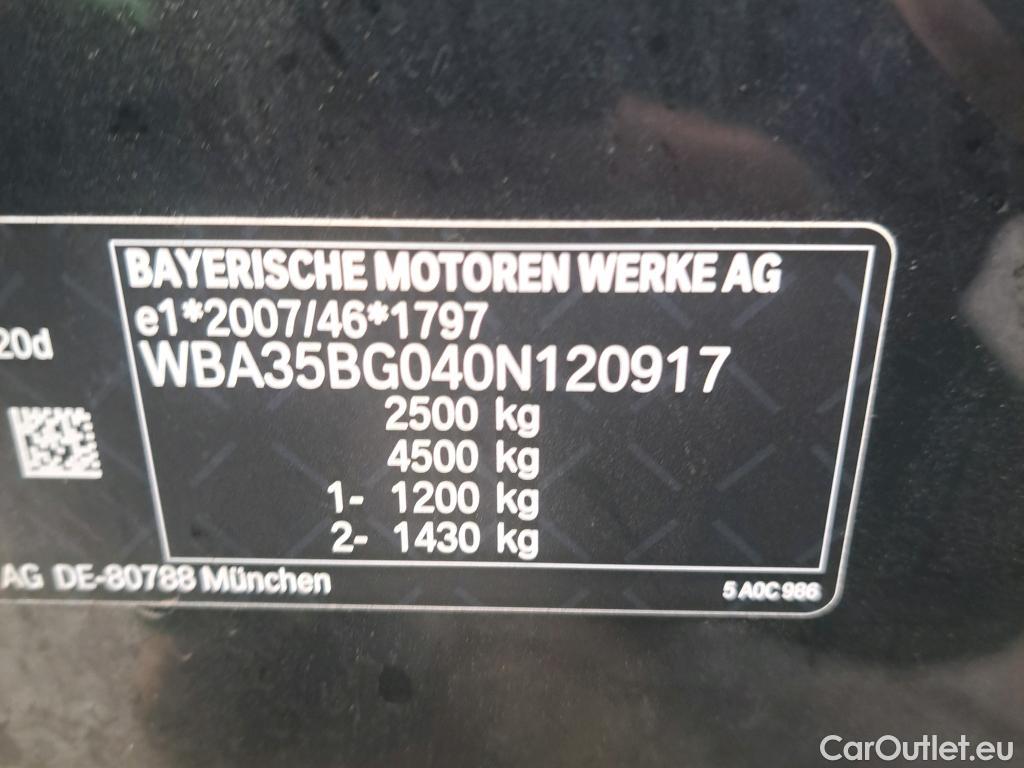 BAYERISCHE MOTOREN WERKE AG
e1*2007/46*1797
20d
WBA35BG040N120917
2500 kg
4500 kg
1- 1200 kg
2- 1430 kg
AG DE-80788 München
5 A0C 986
CarOutlet.eu